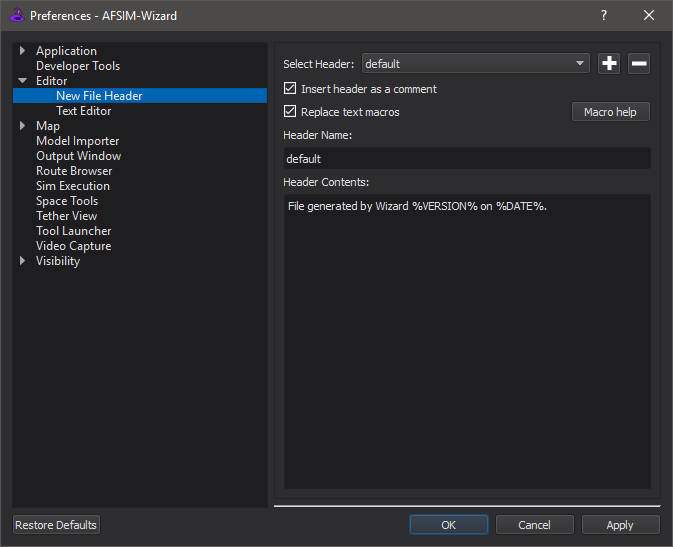 Preferences - AFSIM-Wizard
?
Application
Developer Tools
Editor
New File Header
Text Editor
Map
Model Importer
Output Window
Route Browser
Sim Execution
Space Tools
Tether View
Tool Launcher
Video Capture
Visibility
Select Header: default
Insert header as a comment
Replace text macros
Macro help
Header Name:
default
Header Contents:
File generated by Wizard %VERSION% on %DATE%.
Restore Defaults
OK
Cancel
Apply